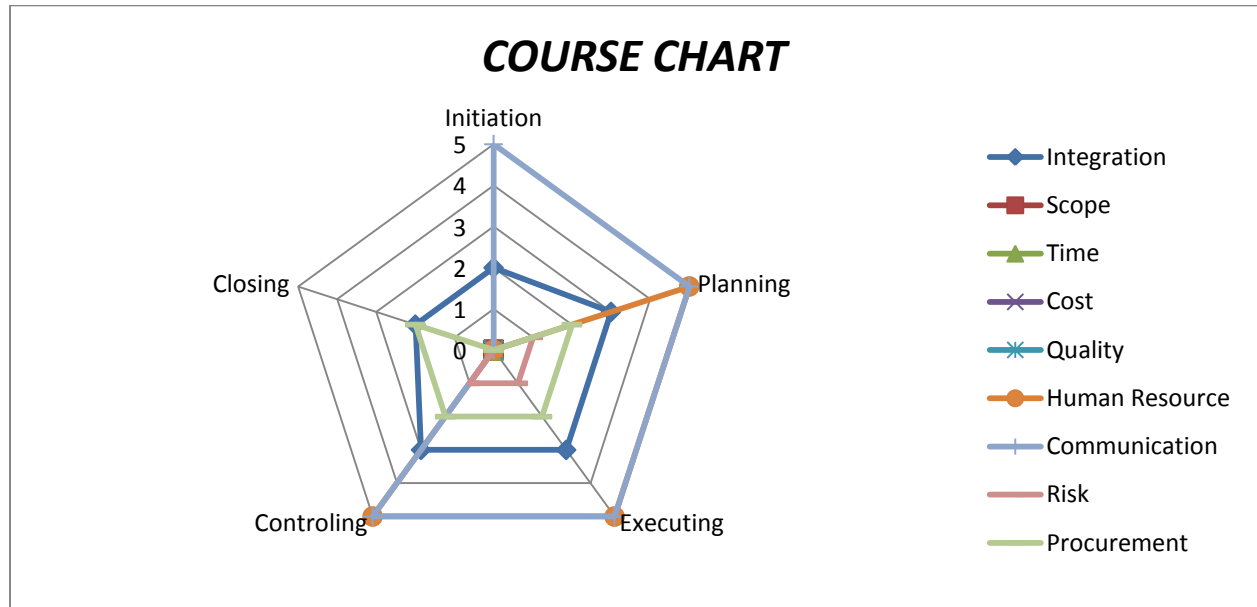 COURSE CHART
Initiation
5
4
3
2
1
0
Planning
Executing
Controling
Closing
Integration
Scope
Time
Cost
Quality
Human Resource
Communication
Risk
Procurement